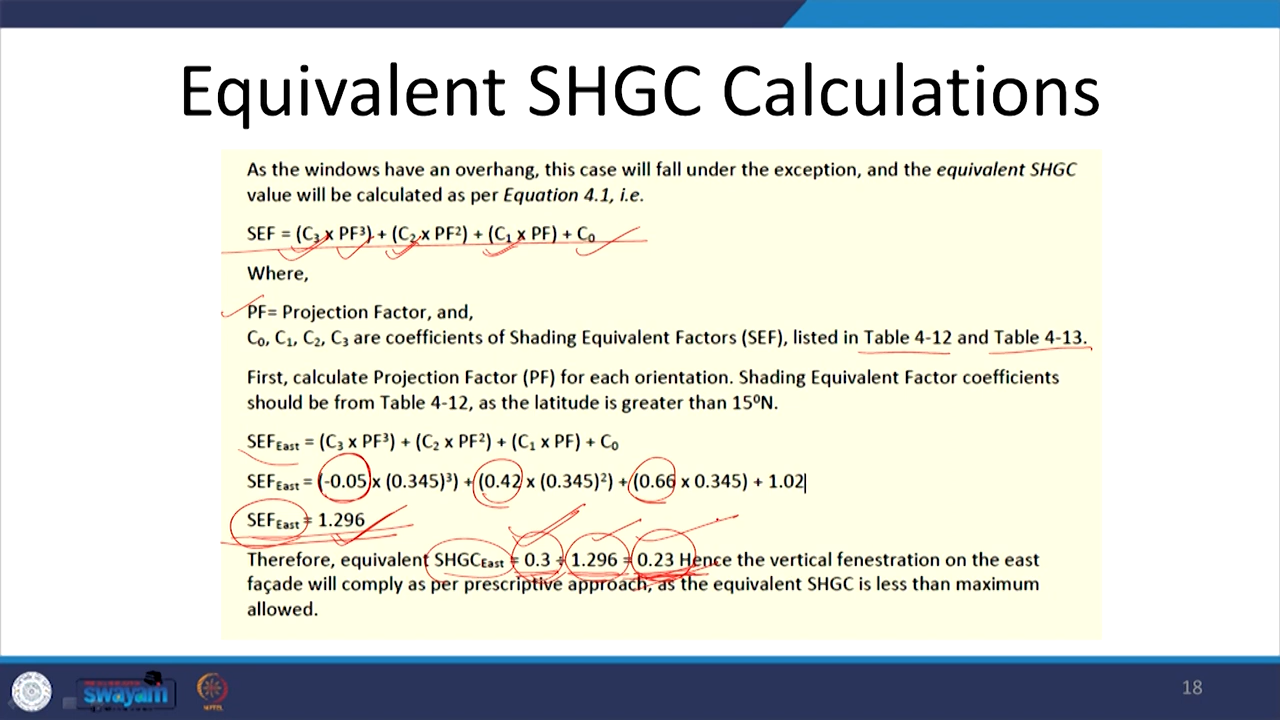 Equivalent SHGC Calculations
As the windows have an overhang, this case will fall under the exception, and the equivalent SHGC
value will be calculated as per Equation 4.1, i.e.
SEF = (C₃ x PF³) + (C₂ x PF²) + (C₁ x PF) + C₀
Where,
PF= Projection Factor, and,
C₀, C₁, C₂, C₃ are coefficients of Shading Equivalent Factors (SEF), listed in Table 4-12 and Table 4-13.
First, calculate Projection Factor (PF) for each orientation. Shading Equivalent Factor coefficients
should be from Table 4-12, as the latitude is greater than 15⁰N.
SEF_East = (C₃ x PF³) + (C₂ x PF²) + (C₁ x PF) + C₀
SEF_East = (-0.05 x (0.345)³) + (0.42 x (0.345)²) + (0.66 x 0.345) + 1.02
SEF_East = 1.296
Therefore, equivalent SHGC_East = 0.3 ÷ 1.296 = 0.23 Hence the vertical fenestration on the east
façade will comply as per prescriptive approach, as the equivalent SHGC is less than maximum
allowed.
swayam
18